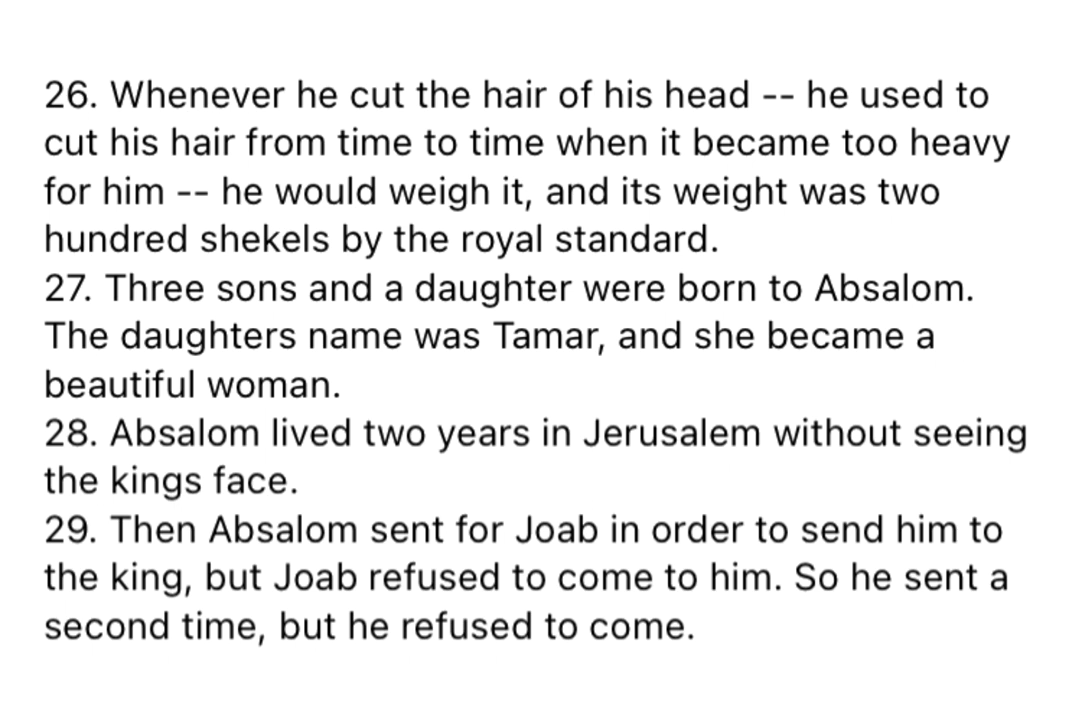 26. Whenever he cut the hair of his head -- he used to
cut his hair from time to time when it became too heavy
for him -- he would weigh it, and its weight was two
hundred shekels by the royal standard.
27. Three sons and a daughter were born to Absalom.
The daughters name was Tamar, and she became a
beautiful woman.
28. Absalom lived two years in Jerusalem without seeing
the kings face.
29. Then Absalom sent for Joab in order to send him to
the king, but Joab refused to come to him. So he sent a
second time, but he refused to come.